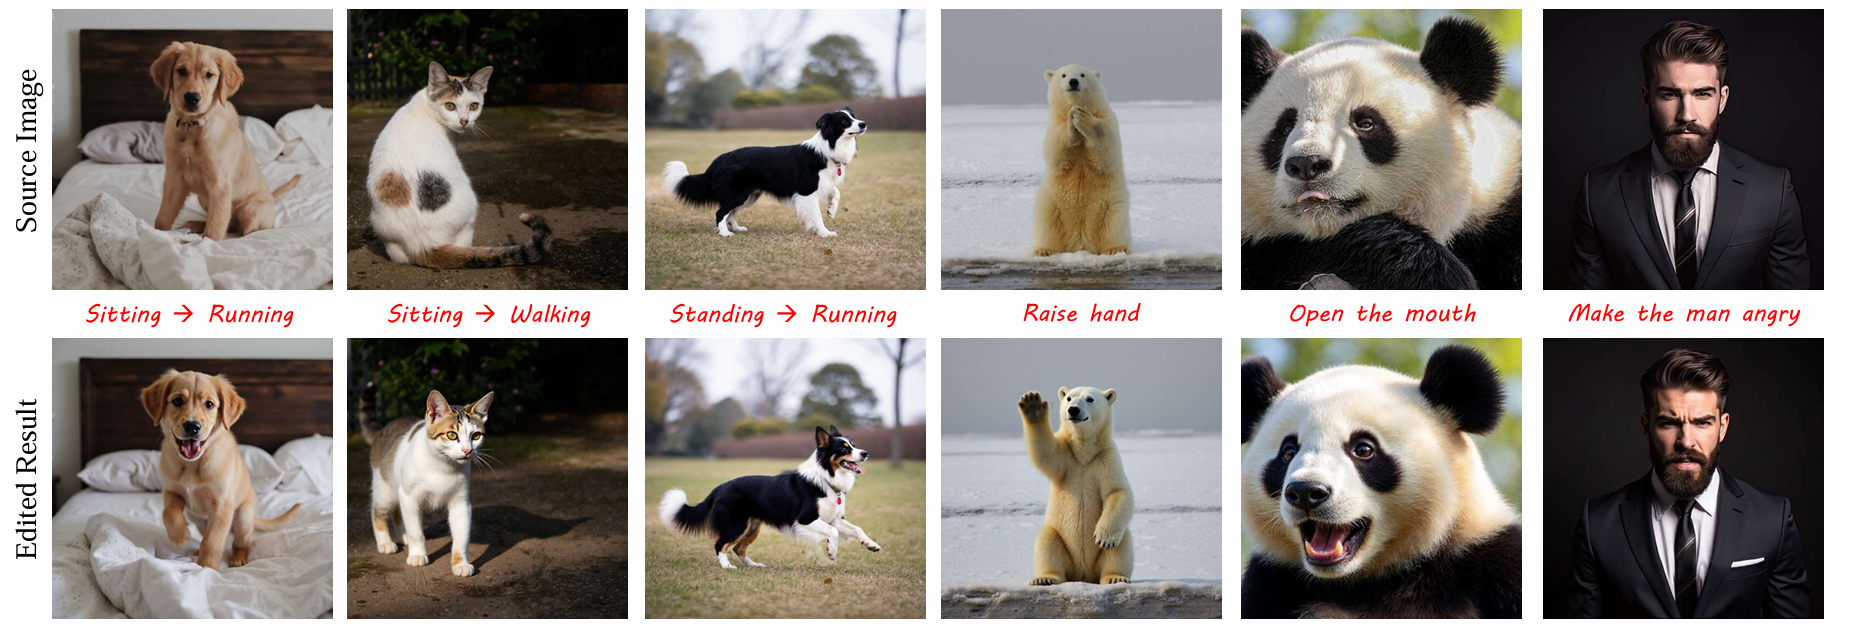 Source Image
Sitting → Running
Sitting → Walking
Standing → Running
Raise hand
Open the mouth
Make the man angry
Edited Result